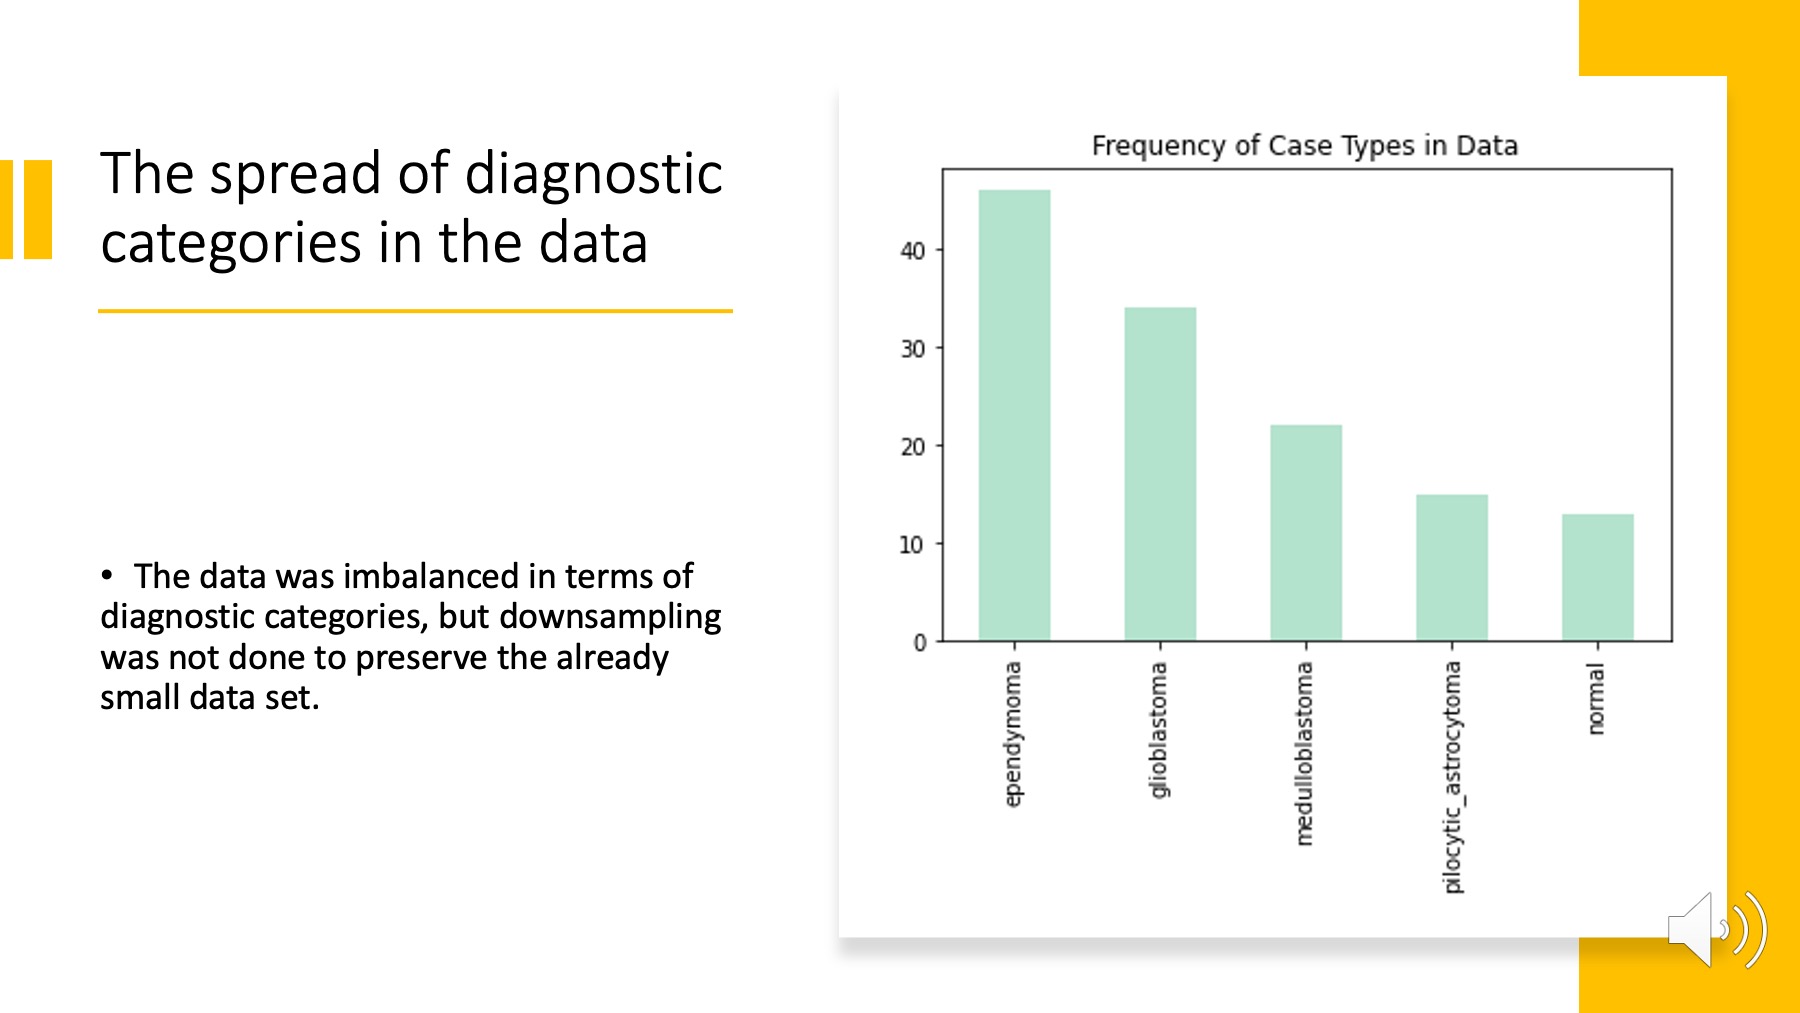 The spread of diagnostic
categories in the data
• The data was imbalanced in terms of
diagnostic categories, but downsampling
was not done to preserve the already
small data set.
Frequency of Case Types in Data
40
30
20
10
0
ependymoma
glioblastoma
medulloblastoma
pilocytic_astrocytoma
normal